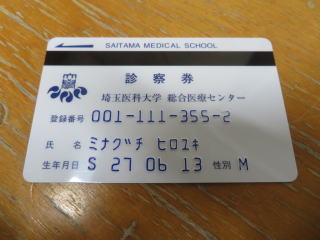 SAITAMA MEDICAL SCHOOL
診察券
埼玉医科大学 総合医療センター
登録番号 001-111-355-2
氏 名 ミナグチ ヒロユキ
生年月日 S 27 06 13 性別 M